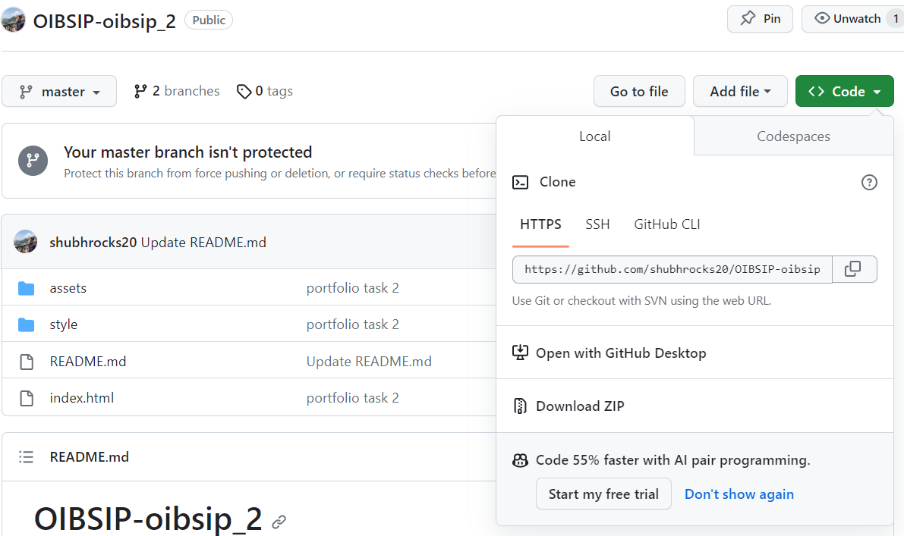 OIBSIP-oibsip_2 Public Pin Unwatch 1
master 2 branches 0 tags Go to file Add file Code
Your master branch isn't protected
Protect this branch from force pushing or deletion, or require status checks before
shubhrocks20 Update README.md
assets portfolio task 2
style portfolio task 2
README.md Update README.md
index.html portfolio task 2
README.md
OIBSIP-oibsip_2
Local Codespaces
Clone
HTTPS SSH GitHub CLI
https://github.com/shubhrocks20/OIBSIP-oibsip
Use Git or checkout with SVN using the web URL.
Open with GitHub Desktop
Download ZIP
Code 55% faster with AI pair programming.
Start my free trial Don't show again